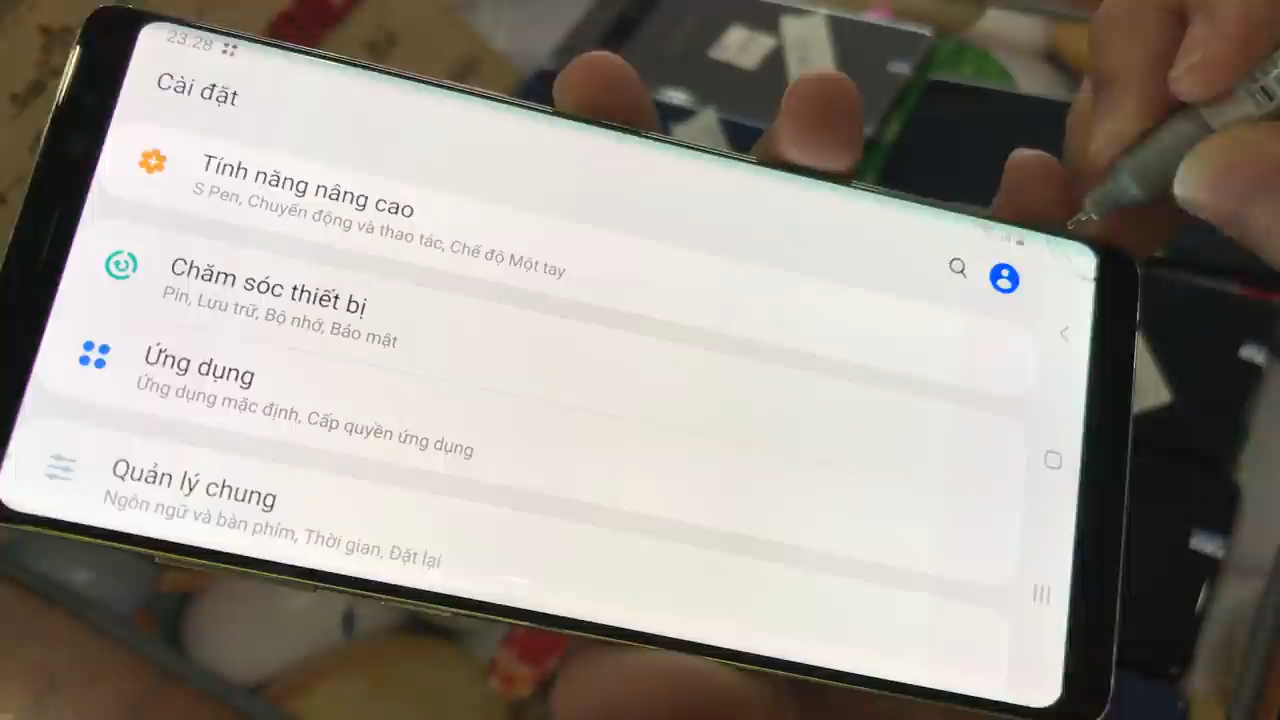 23:28
Cài đặt
Tính năng nâng cao
S Pen, Chuyển động và thao tác, Chế độ Một tay
Chăm sóc thiết bị
Pin, Lưu trữ, Bộ nhớ, Bảo mật
Ứng dụng
Ứng dụng mặc định, Cấp quyền ứng dụng
Quản lý chung
Ngôn ngữ và bàn phím, Thời gian, Đặt lại